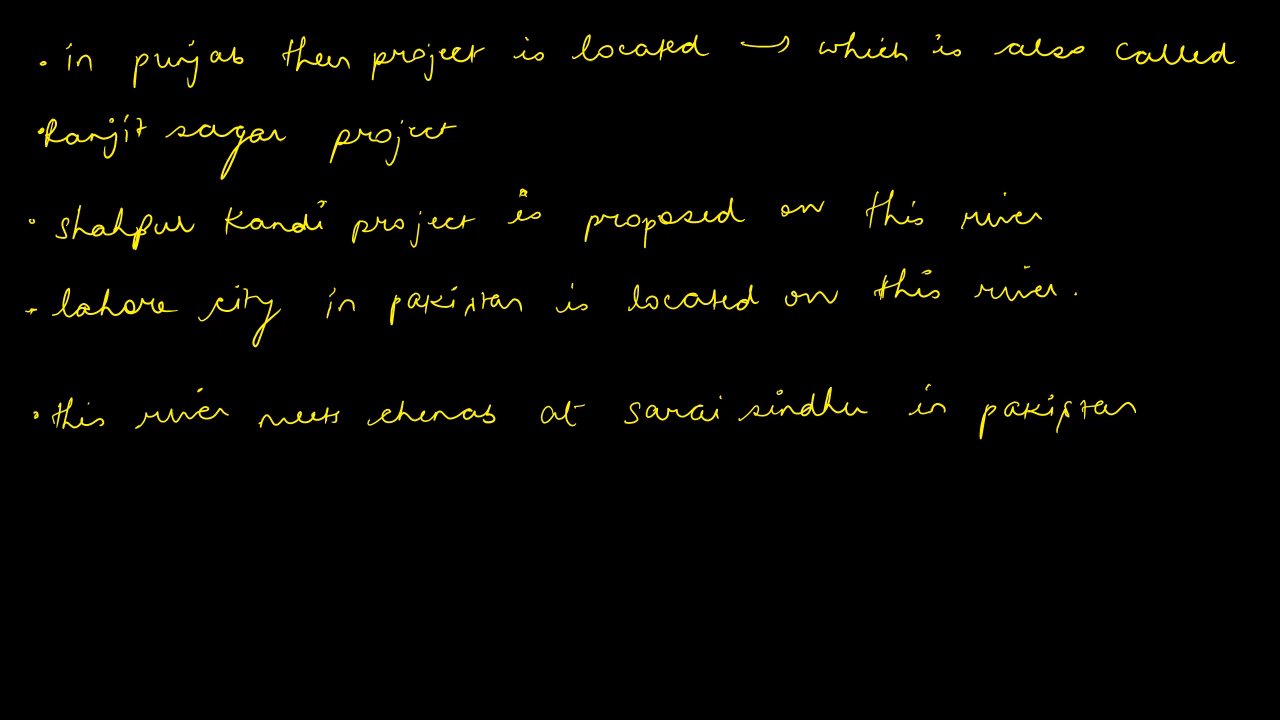 • in punjab then project is located → which is also called
• Ranjit sagar project
• Shahpur Kandi project is proposed on this river
• lahore city in pakistan is located on this river.
• this river meets chenab at sarai sindhu in pakistan